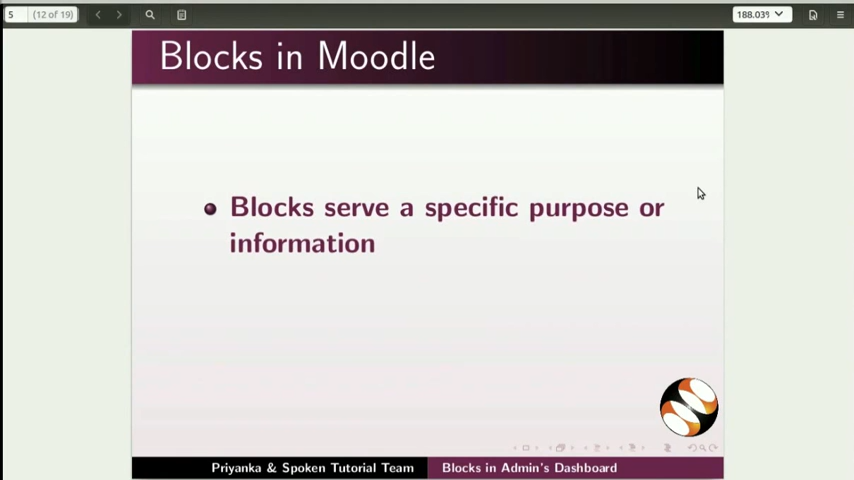 5 (12 of 19) 188.03%
Blocks in Moodle
Blocks serve a specific purpose or
information
Priyanka & Spoken Tutorial Team Blocks in Admin's Dashboard